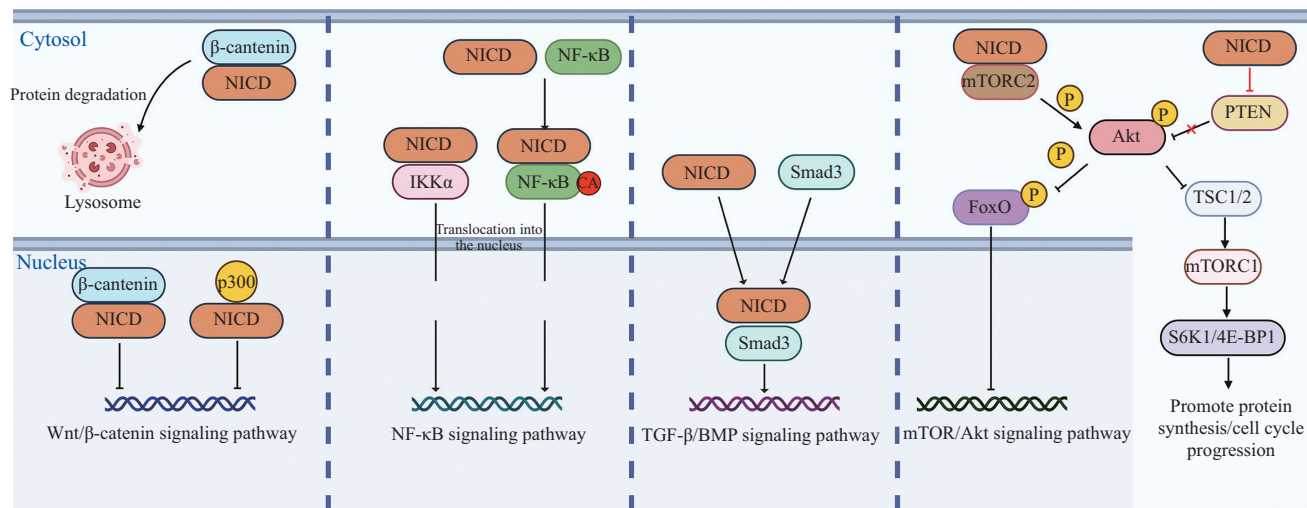 Cytosol
β-cantenin
NICD
Protein degradation
Lysosome
Nucleus
β-cantenin
NICD
p300
NICD
Wnt/β-catenin signaling pathway
NICD
NF-κB
NICD
IKKα
NICD
NF-κB
CA
Translocation into
the nucleus
NF-κB signaling pathway
NICD
Smad3
NICD
Smad3
TGF-β/BMP signaling pathway
NICD
mTORC2
P
Akt
P
NICD
PTEN
P
FoxO
P
TSC1/2
mTORC1
S6K1/4E-BP1
Promote protein
synthesis/cell cycle
progression
mTOR/Akt signaling pathway